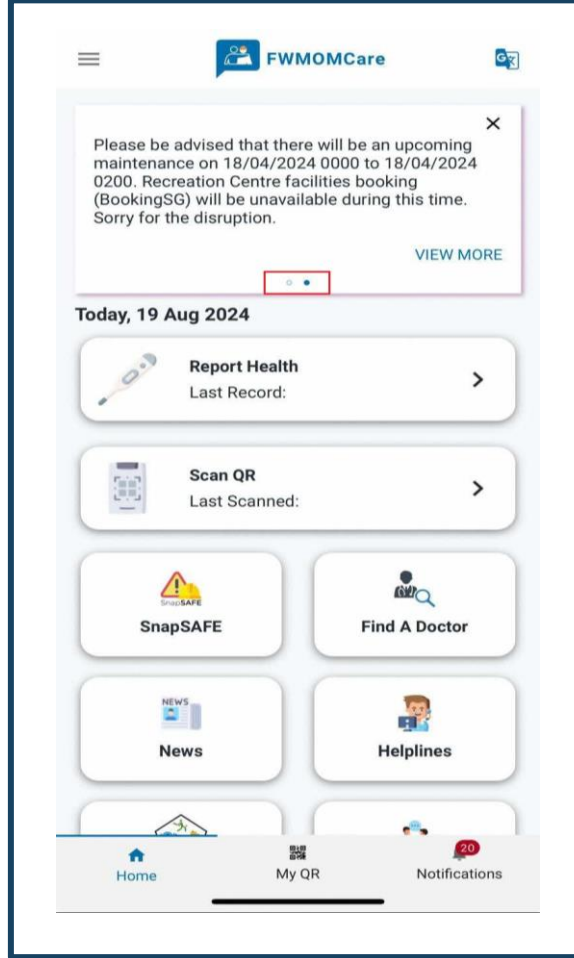 FWMOMCare
Please be advised that there will be an upcoming
maintenance on 18/04/2024 0000 to 18/04/2024
0200. Recreation Centre facilities booking
(BookingSG) will be unavailable during this time.
Sorry for the disruption.
VIEW MORE
Today, 19 Aug 2024
Report Health
Last Record:
Scan QR
Last Scanned:
SnapSAFE
SnapSAFE
Find A Doctor
NEWS
News
Helplines
20
Home
My QR
Notifications